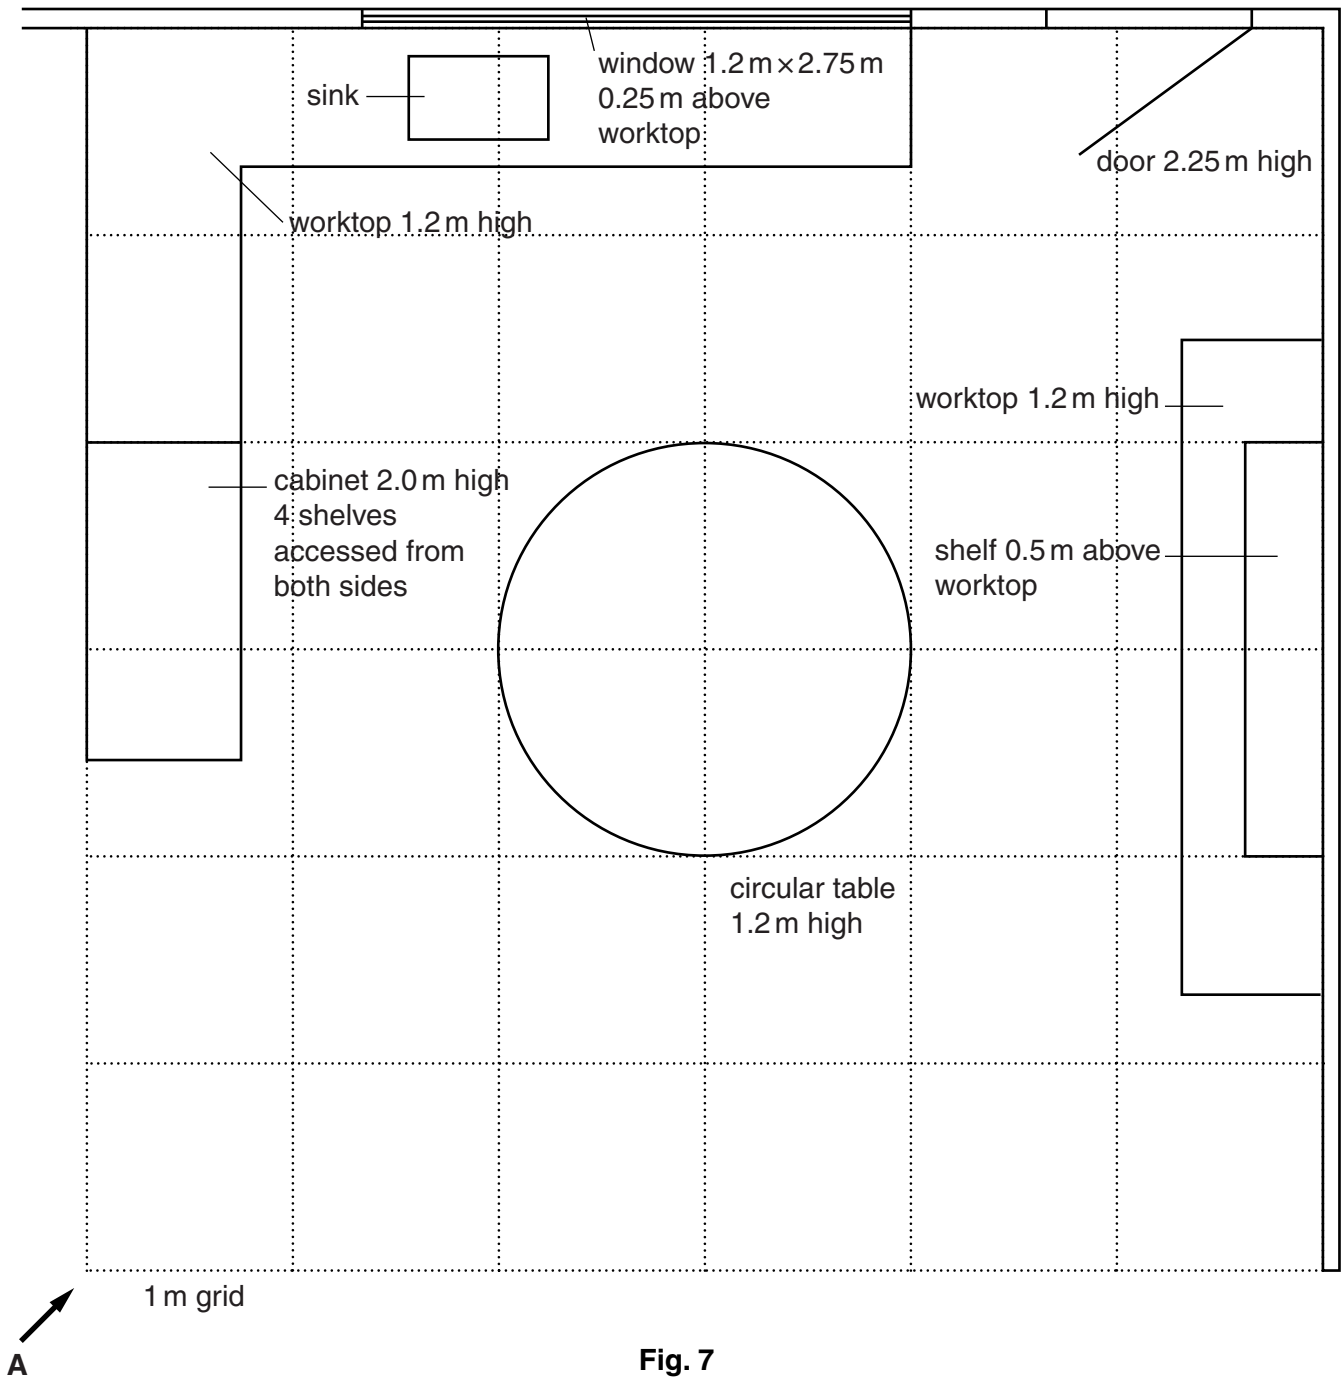 window 1.2 m × 2.75 m
0.25 m above
worktop
sink
door 2.25 m high
worktop 1.2 m high
worktop 1.2 m high
cabinet 2.0 m high
4 shelves
accessed from
both sides
shelf 0.5 m above
worktop
circular table
1.2 m high
1 m grid
A
Fig. 7